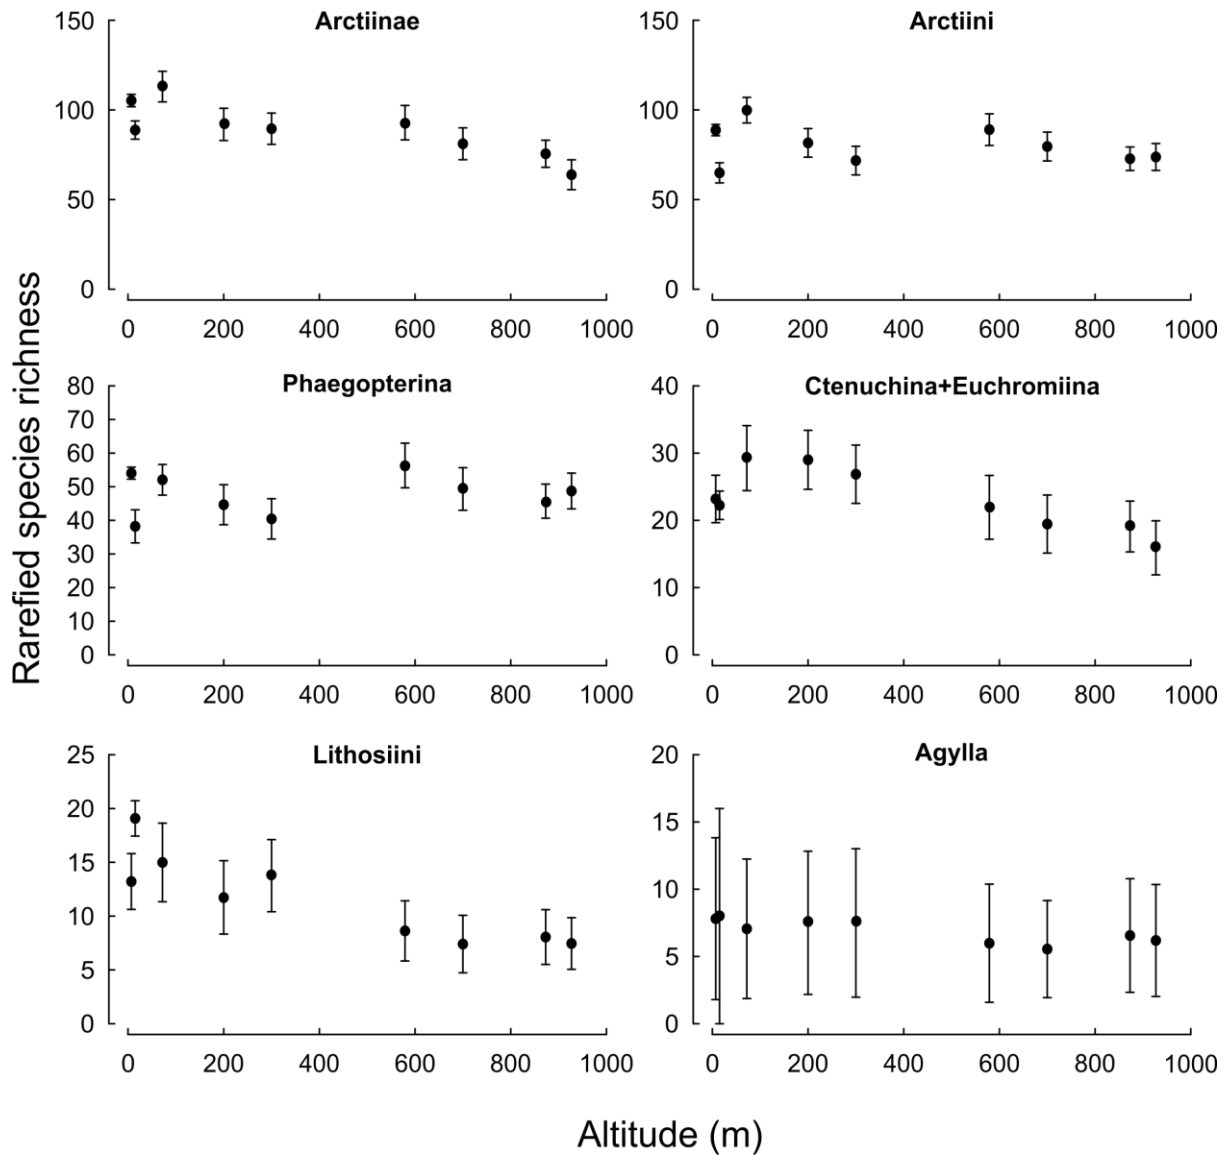 Rarefied species richness
Arctiinae
150
100
50
0
0 200 400 600 800 1000
Arctiini
150
100
50
0
0 200 400 600 800 1000
Phaegopterina
80
70
60
50
40
30
20
10
0
0 200 400 600 800 1000
Ctenuchina+Euchromiina
40
30
20
10
0
0 200 400 600 800 1000
Lithosiini
25
20
15
10
5
0
0 200 400 600 800 1000
Agylla
20
15
10
5
0
0 200 400 600 800 1000
Altitude (m)